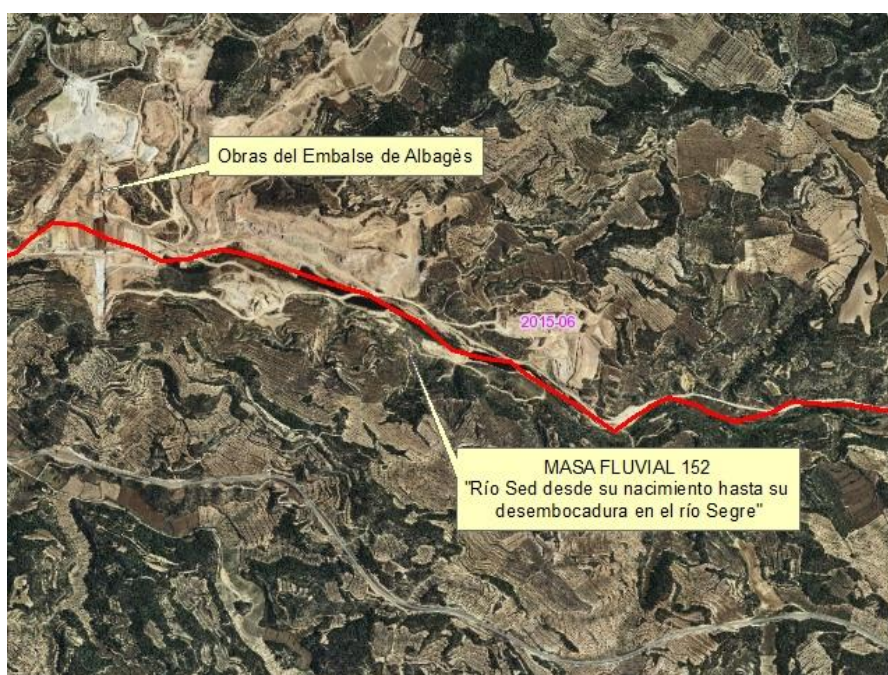 Obras del Embalse de Albagès
2015-06
MASA FLUVIAL 152
"Río Sed desde su nacimiento hasta su
desembocadura en el río Segre"